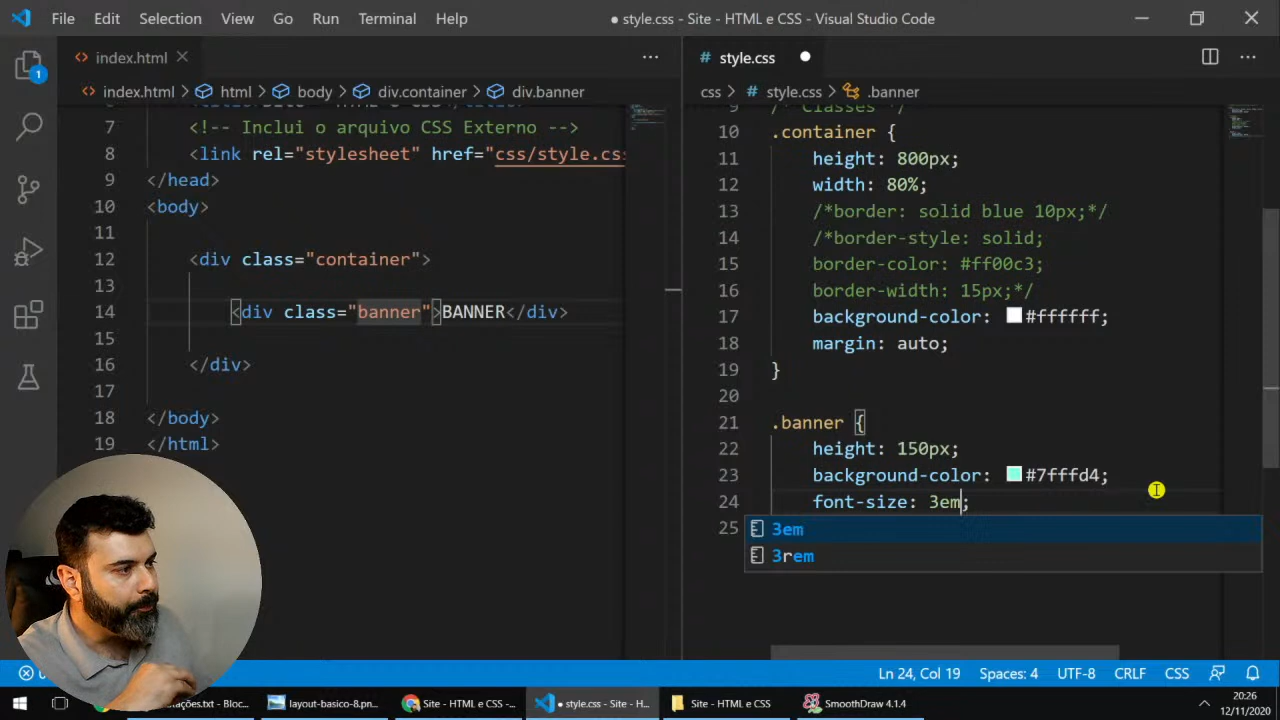 File Edit Selection View Go Run Terminal Help ● style.css - Site - HTML e CSS - Visual Studio Code
index.html
index.html > html > body > div.container > div.banner
7 <!-- Inclui o arquivo CSS Externo -->
8 <link rel="stylesheet" href="css/style.css
9 </head>
10 <body>
11
12 <div class="container">
13
14 <div class="banner">BANNER</div>
15
16 </div>
17
18 </body>
19 </html>
# style.css ●
css > # style.css > .banner
9 /* Classes */
10 .container {
11 height: 800px;
12 width: 80%;
13 /*border: solid blue 10px;*/
14 /*border-style: solid;
15 border-color: #ff00c3;
16 border-width: 15px;*/
17 background-color: #ffffff;
18 margin: auto;
19 }
20
21 .banner {
22 height: 150px;
23 background-color: #7fffd4;
24 font-size: 3em;
25
3em
3rem
1
Ln 24, Col 19 Spaces: 4 UTF-8 CRLF CSS
tações.txt - Bloc... layout-basico-8.pn... Site - HTML e CSS -... ● style.css - Site - H... Site - HTML e CSS SmoothDraw 4.1.4
20:26
12/11/2020